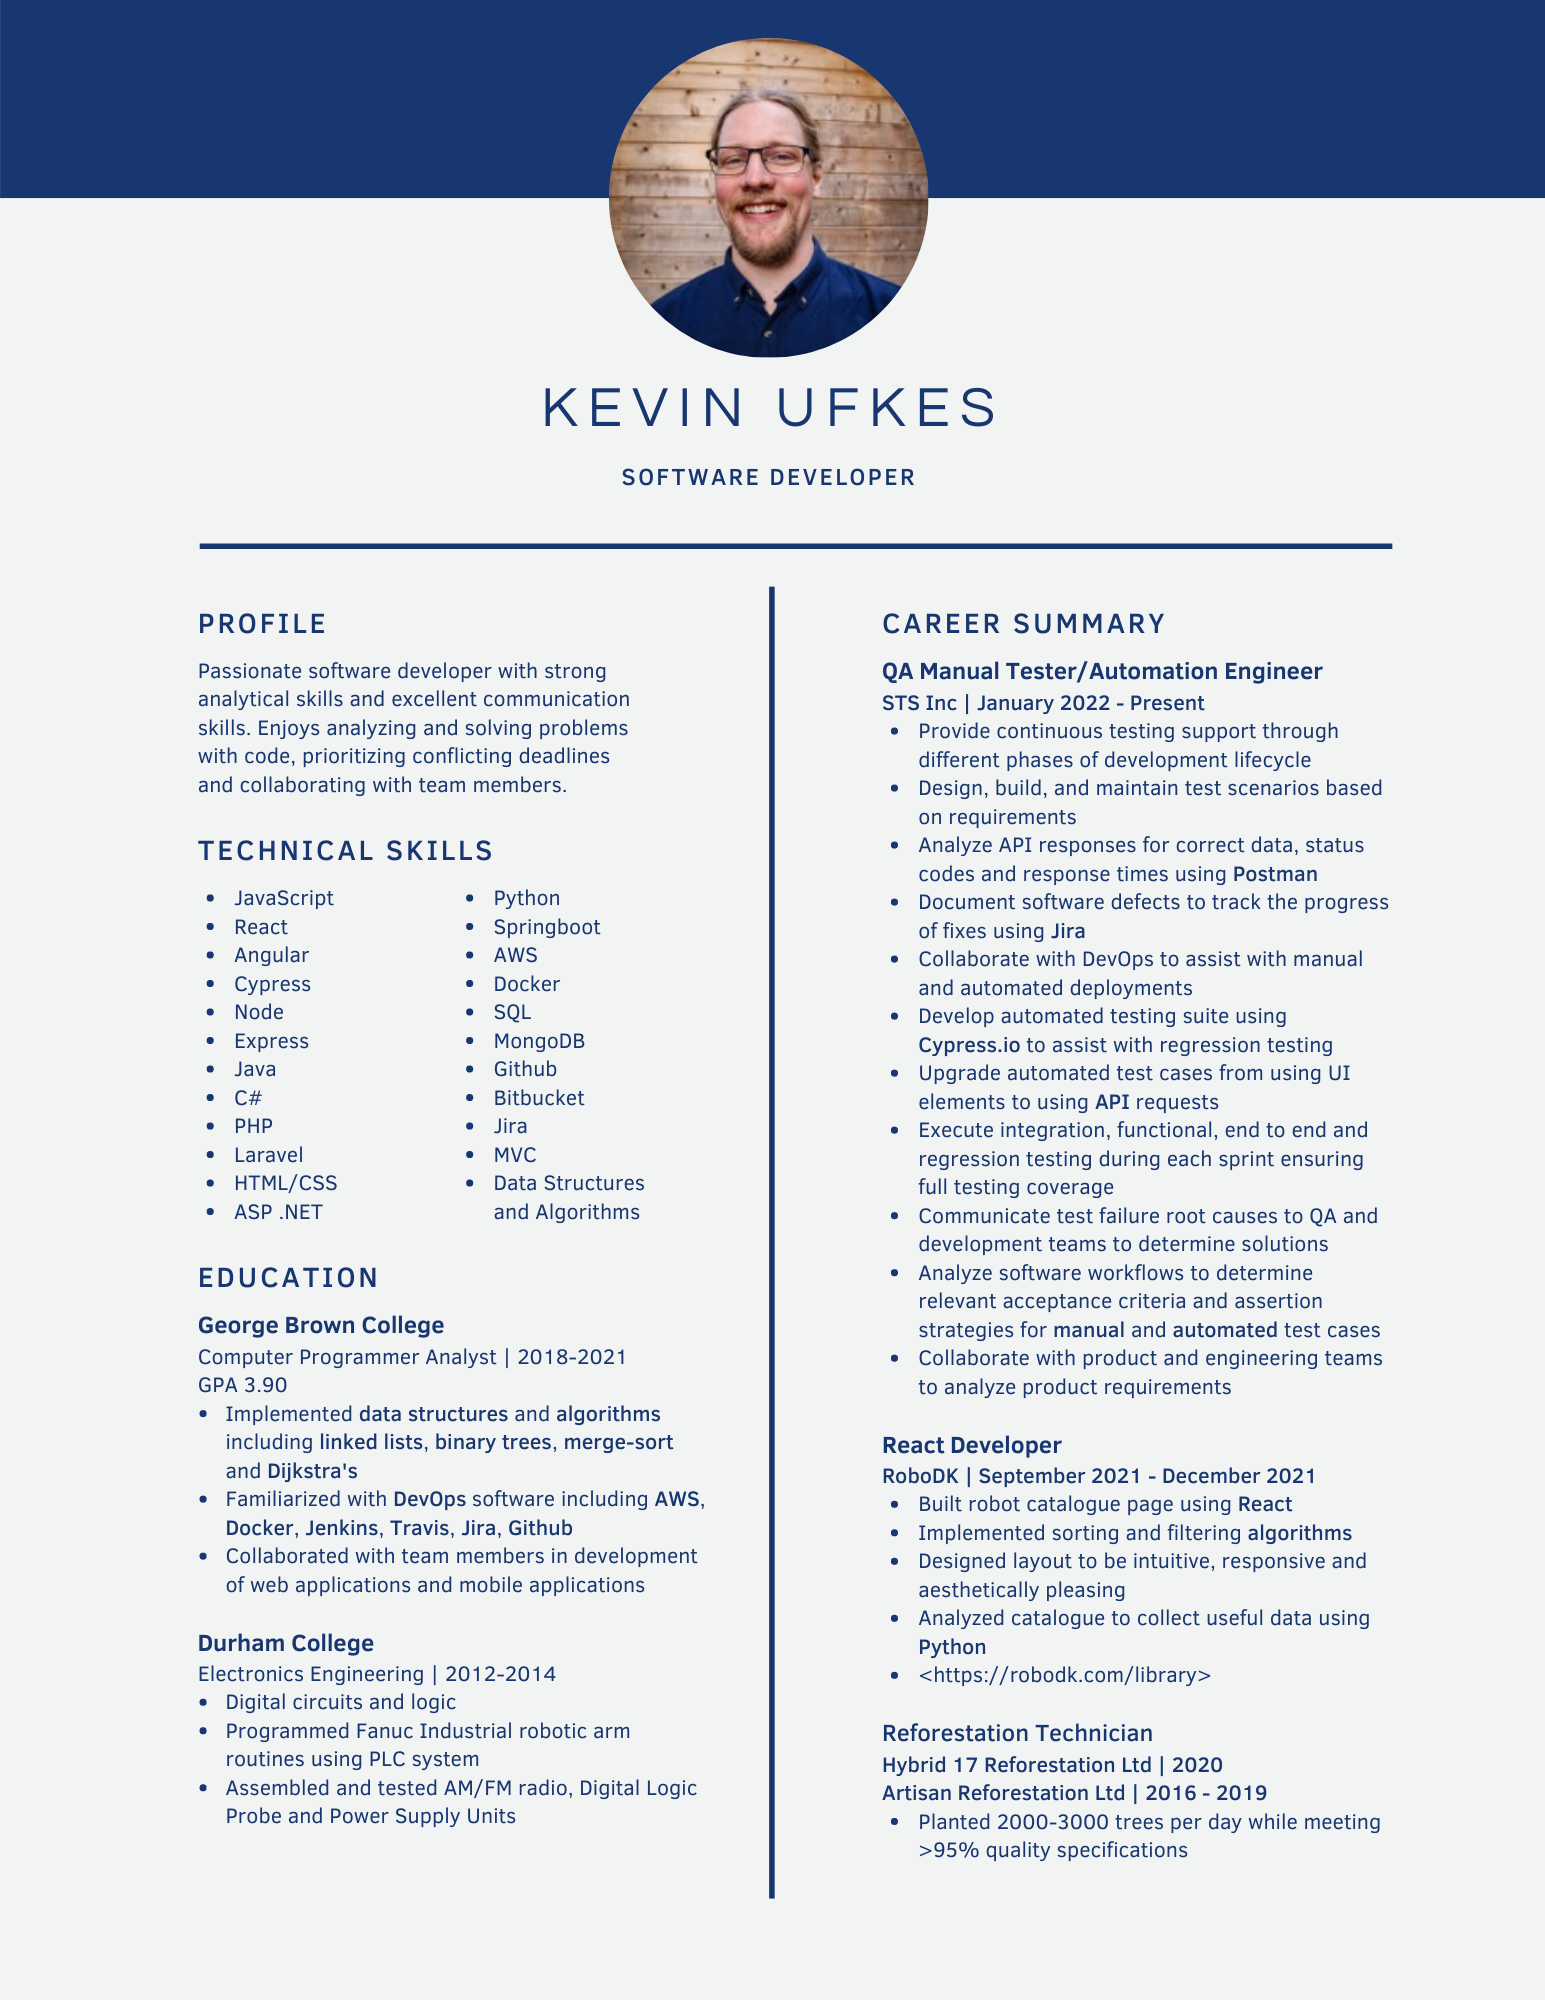 KEVIN UFKES
SOFTWARE DEVELOPER
PROFILE
Passionate software developer with strong
analytical skills and excellent communication
skills. Enjoys analyzing and solving problems
with code, prioritizing conflicting deadlines
and collaborating with team members.
TECHNICAL SKILLS
• JavaScript
• React
• Angular
• Cypress
• Node
• Express
• Java
• C#
• PHP
• Laravel
• HTML/CSS
• ASP .NET
• Python
• Springboot
• AWS
• Docker
• SQL
• MongoDB
• Github
• Bitbucket
• Jira
• MVC
• Data Structures
and Algorithms
EDUCATION
George Brown College
Computer Programmer Analyst | 2018-2021
GPA 3.90
• Implemented data structures and algorithms
including linked lists, binary trees, merge-sort
and Dijkstra's
• Familiarized with DevOps software including AWS,
Docker, Jenkins, Travis, Jira, Github
• Collaborated with team members in development
of web applications and mobile applications
Durham College
Electronics Engineering | 2012-2014
• Digital circuits and logic
• Programmed Fanuc Industrial robotic arm
routines using PLC system
• Assembled and tested AM/FM radio, Digital Logic
Probe and Power Supply Units
CAREER SUMMARY
QA Manual Tester/Automation Engineer
STS Inc | January 2022 - Present
• Provide continuous testing support through
different phases of development lifecycle
• Design, build, and maintain test scenarios based
on requirements
• Analyze API responses for correct data, status
codes and response times using Postman
• Document software defects to track the progress
of fixes using Jira
• Collaborate with DevOps to assist with manual
and automated deployments
• Develop automated testing suite using
Cypress.io to assist with regression testing
• Upgrade automated test cases from using UI
elements to using API requests
• Execute integration, functional, end to end and
regression testing during each sprint ensuring
full testing coverage
• Communicate test failure root causes to QA and
development teams to determine solutions
• Analyze software workflows to determine
relevant acceptance criteria and assertion
strategies for manual and automated test cases
• Collaborate with product and engineering teams
to analyze product requirements
React Developer
RoboDK | September 2021 - December 2021
• Built robot catalogue page using React
• Implemented sorting and filtering algorithms
• Designed layout to be intuitive, responsive and
aesthetically pleasing
• Analyzed catalogue to collect useful data using
Python
• <https://robodk.com/library>
Reforestation Technician
Hybrid 17 Reforestation Ltd | 2020
Artisan Reforestation Ltd | 2016 - 2019
• Planted 2000-3000 trees per day while meeting
>95% quality specifications